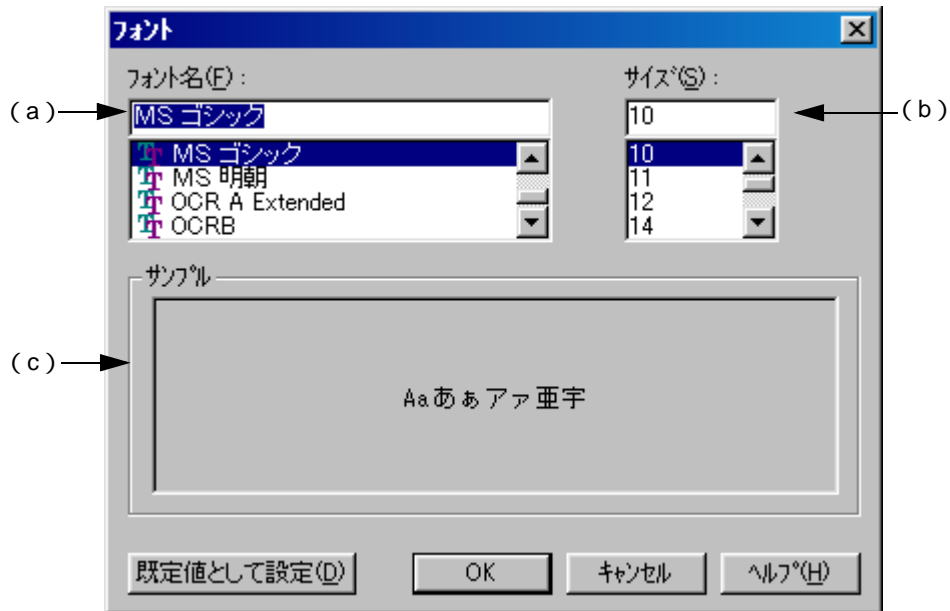 フォント
フォント名(F) :
サイズ(S) :
(a)
MS ゴシック
10
(b)
MS ゴシック
MS 明朝
OCR A Extended
OCRB
10
11
12
14
サンプル
(c)
Aaあぁアァ亜宇
既定値として設定(D)
OK
キャンセル
ヘルプ(H)